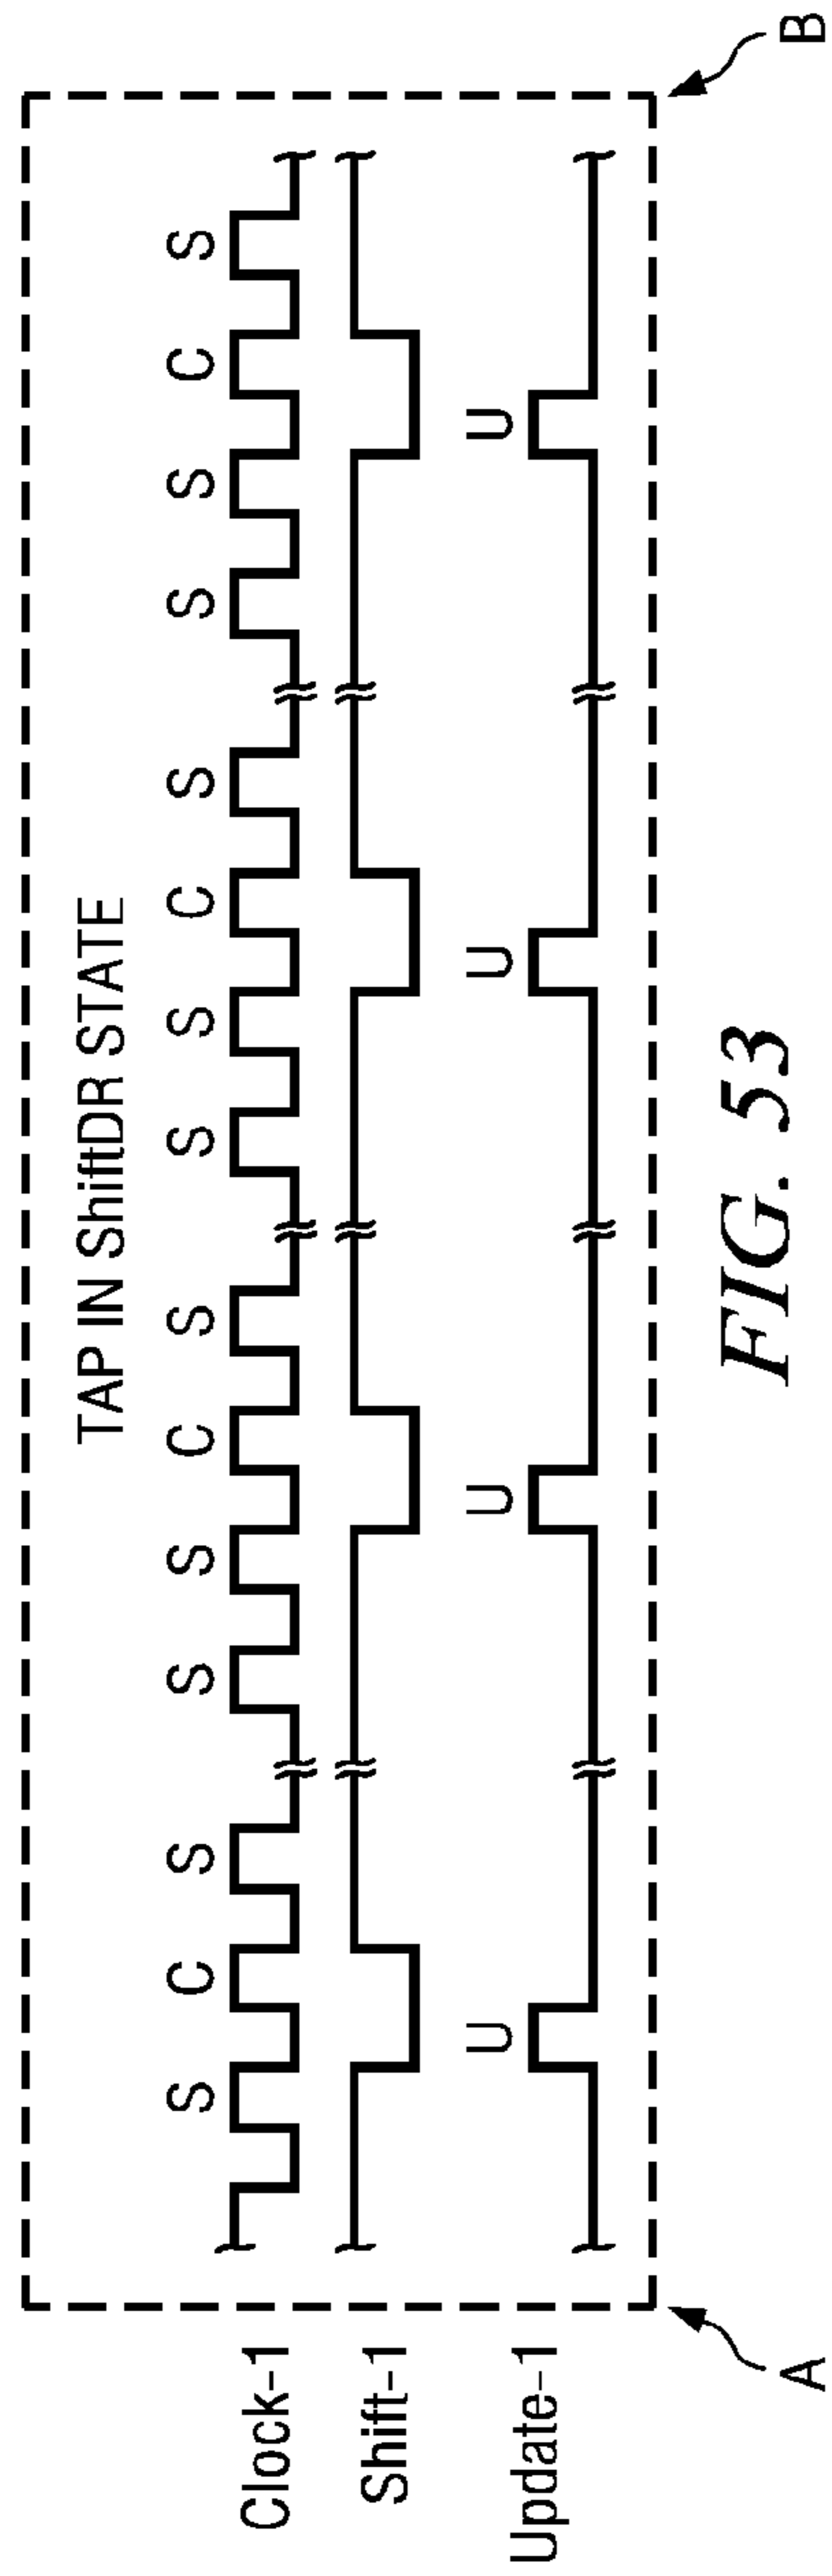 TAP IN ShiftDR STATE
S C S S S C S S S C S S S C S
Clock-1
Shift-1
U U U U
Update-1
A B
FIG. 53